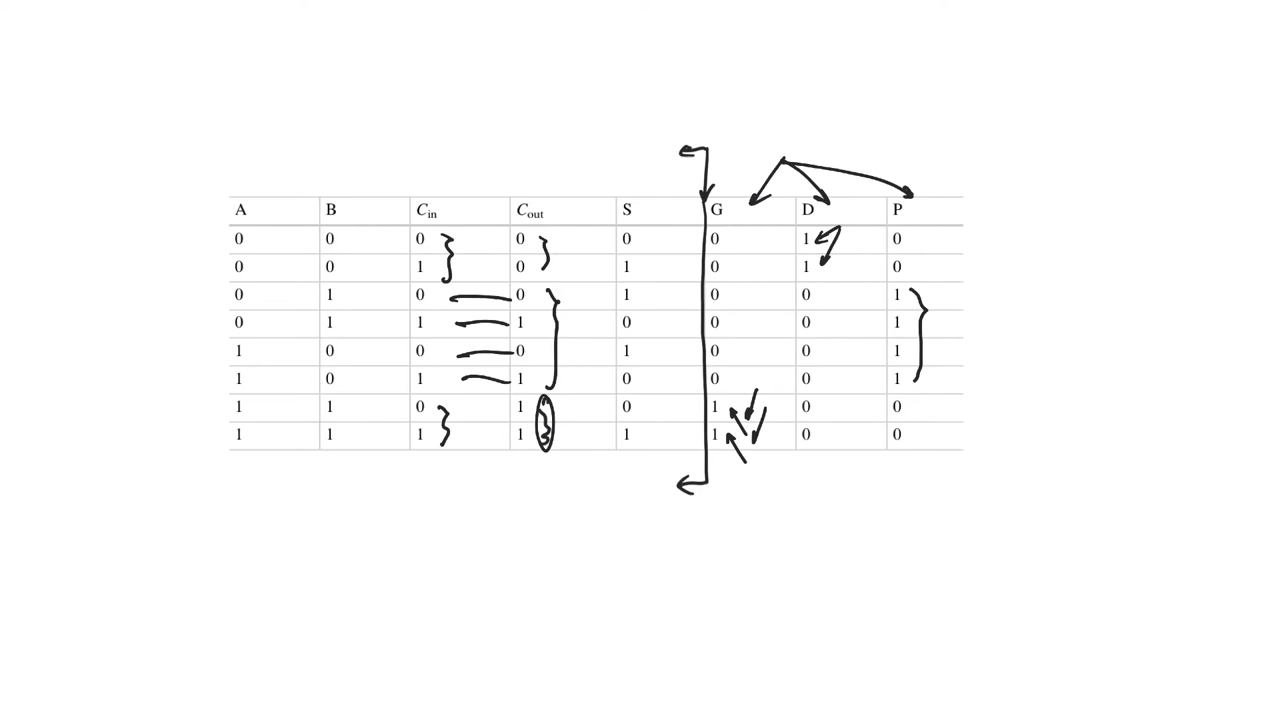 A B Cin Cout S G D P
0 0 0 0 0 0 1 0
0 0 1 0 1 0 1 0
0 1 0 0 1 0 0 1
0 1 1 1 0 0 0 1
1 0 0 0 1 0 0 1
1 0 1 1 0 0 0 1
1 1 0 1 0 1 0 0
1 1 1 1 1 1 0 0